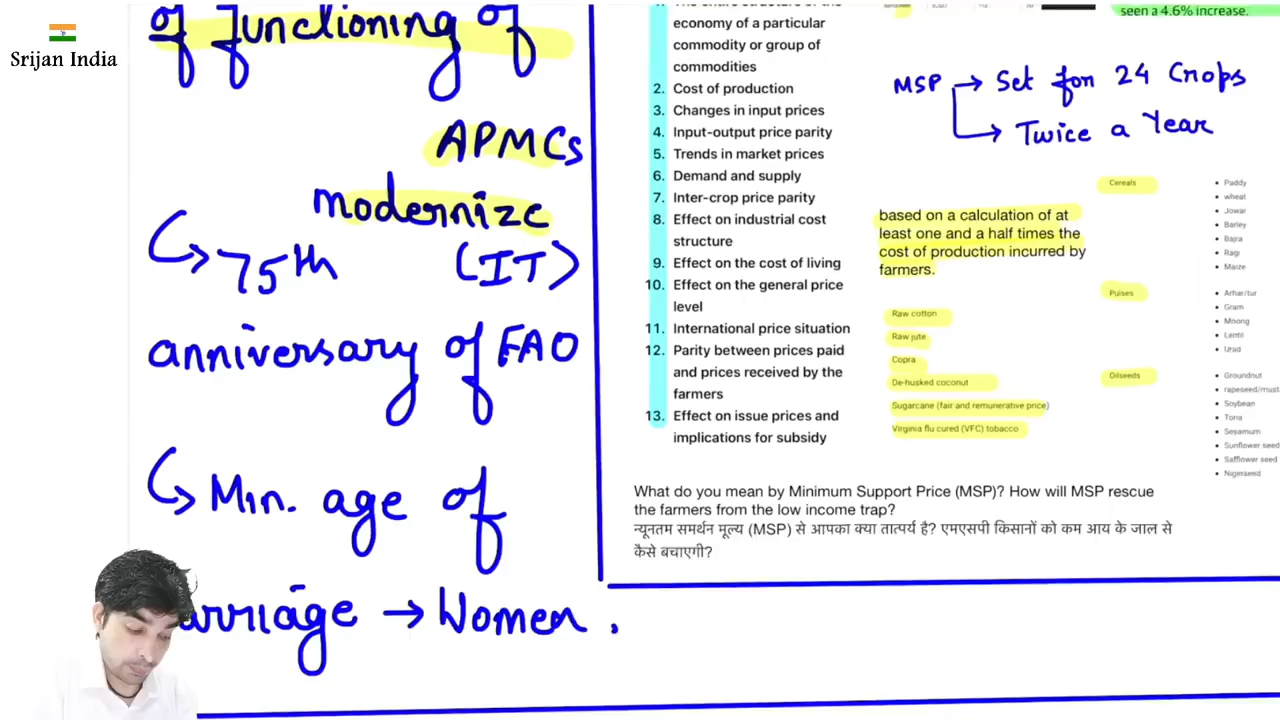 Srijan India
of functioning of
APMCs
modernize
(IT)
75th
anniversary of FAO
Min. age of
arriage → Women.
economy of a particular
commodity or group of
commodities
2. Cost of production
3. Changes in input prices
4. Input-output price parity
5. Trends in market prices
6. Demand and supply
7. Inter-crop price parity
8. Effect on industrial cost
structure
9. Effect on the cost of living
10. Effect on the general price
level
11. International price situation
12. Parity between prices paid
and prices received by the
farmers
13. Effect on issue prices and
implications for subsidy
seen a 4.6% increase.
MSP → Set for 24 Crops
→ Twice a Year
based on a calculation of at
least one and a half times the
cost of production incurred by
farmers.
Raw cotton
Raw jute
Copra
De-husked coconut
Sugarcane (fair and remunerative price)
Virginia flu cured (VFC) tobacco
Cereals
• Paddy
• wheat
• Jowar
• Barley
• Bajra
• Ragi
• Maize
Pulses
• Arhar/tur
• Gram
• Moong
• Lentil
• Urad
Oilseeds
• Groundnut
• rapeseed/must
• Soybean
• Toria
• Sesamum
• Sunflower seed
• Safflower seed
• Nigerseed
What do you mean by Minimum Support Price (MSP)? How will MSP rescue
the farmers from the low income trap?
न्यूनतम समर्थन मूल्य (MSP) से आपका क्या तात्पर्य है? एमएसपी किसानों को कम आय के जाल से
कैसे बचाएगी?